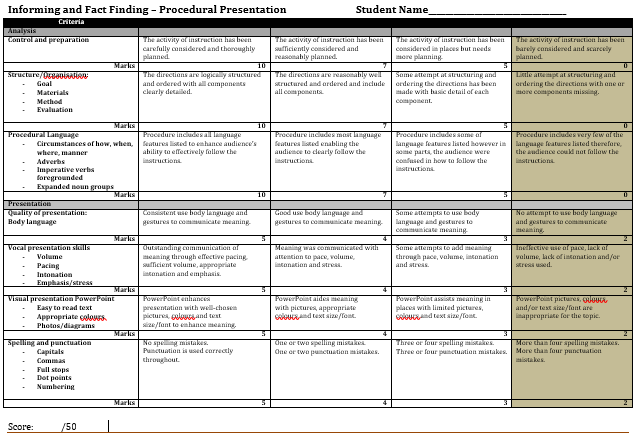 Informing and Fact Finding – Procedural Presentation Student Name
Criteria
Analysis
Control and preparation
The activity of instruction has been carefully considered and thoroughly planned.
The activity of instruction has been sufficiently considered and reasonably planned.
The activity of instruction has been considered in places but needs more planning.
The activity of instruction has been barely considered and scarcely planned.
Marks 10 7 5 0
Structure/Organisation:
- Goal
- Materials
- Method
- Evaluation
The directions are logically structured and ordered with all components clearly detailed.
The directions are reasonably well structured and ordered and include all components.
Some attempt at structuring and ordering the directions has been made with basic detail of each component.
Little attempt at structuring and ordering the directions with one or more components missing.
Marks 10 7 5 0
Procedural Language
- Circumstances of how, when, where, manner
- Adverbs
- Imperative verbs foregrounded
- Expanded noun groups
Procedure includes all language features listed to enhance audience's ability to effectively follow the instructions.
Procedure includes most language features listed enabling the audience to clearly follow the instructions.
Procedure includes some of language features listed however in some parts, the audience were confused in how to follow the instructions.
Procedure includes very few of the language features listed therefore, the audience could not follow the instructions.
Marks 10 7 5 0
Presentation
Quality of presentation:
Body language
Consistent use body language and gestures to communicate meaning.
Good use body language and gestures to communicate meaning.
Some attempts to use body language and gestures to communicate meaning.
No attempt to use body language and gestures to communicate meaning.
Marks 5 4 3 2
Vocal presentation skills
- Volume
- Pacing
- Intonation
- Emphasis/stress
Outstanding communication of meaning through effective pacing, sufficient volume, appropriate intonation and emphasis.
Meaning was communicated with attention to pace, volume, intonation and stress.
Some attempts to add meaning through pace, volume, intonation and stress.
Ineffective use of pace, lack of volume, lack of intonation and/or stress used.
Marks 5 4 3 2
Visual presentation PowerPoint
- Easy to read text
- Appropriate colours
- Photos/diagrams
PowerPoint enhances presentation with well-chosen pictures, colours and text size/font to enhance meaning.
PowerPoint aides meaning with pictures, appropriate colours and text size/font.
PowerPoint assists meaning in places with limited pictures, colours and text size/font.
PowerPoint pictures, colours and/or text size/font are inappropriate for the topic.
Marks 5 4 3 2
Spelling and punctuation
- Capitals
- Commas
- Full stops
- Dot points
- Numbering
No spelling mistakes.
Punctuation is used correctly throughout.
One or two spelling mistakes.
One or two punctuation mistakes.
Three or four spelling mistakes.
Three or four punctuation mistakes.
More than four spelling mistakes.
More than four punctuation mistakes.
Marks 5 4 3 2
Score: /50